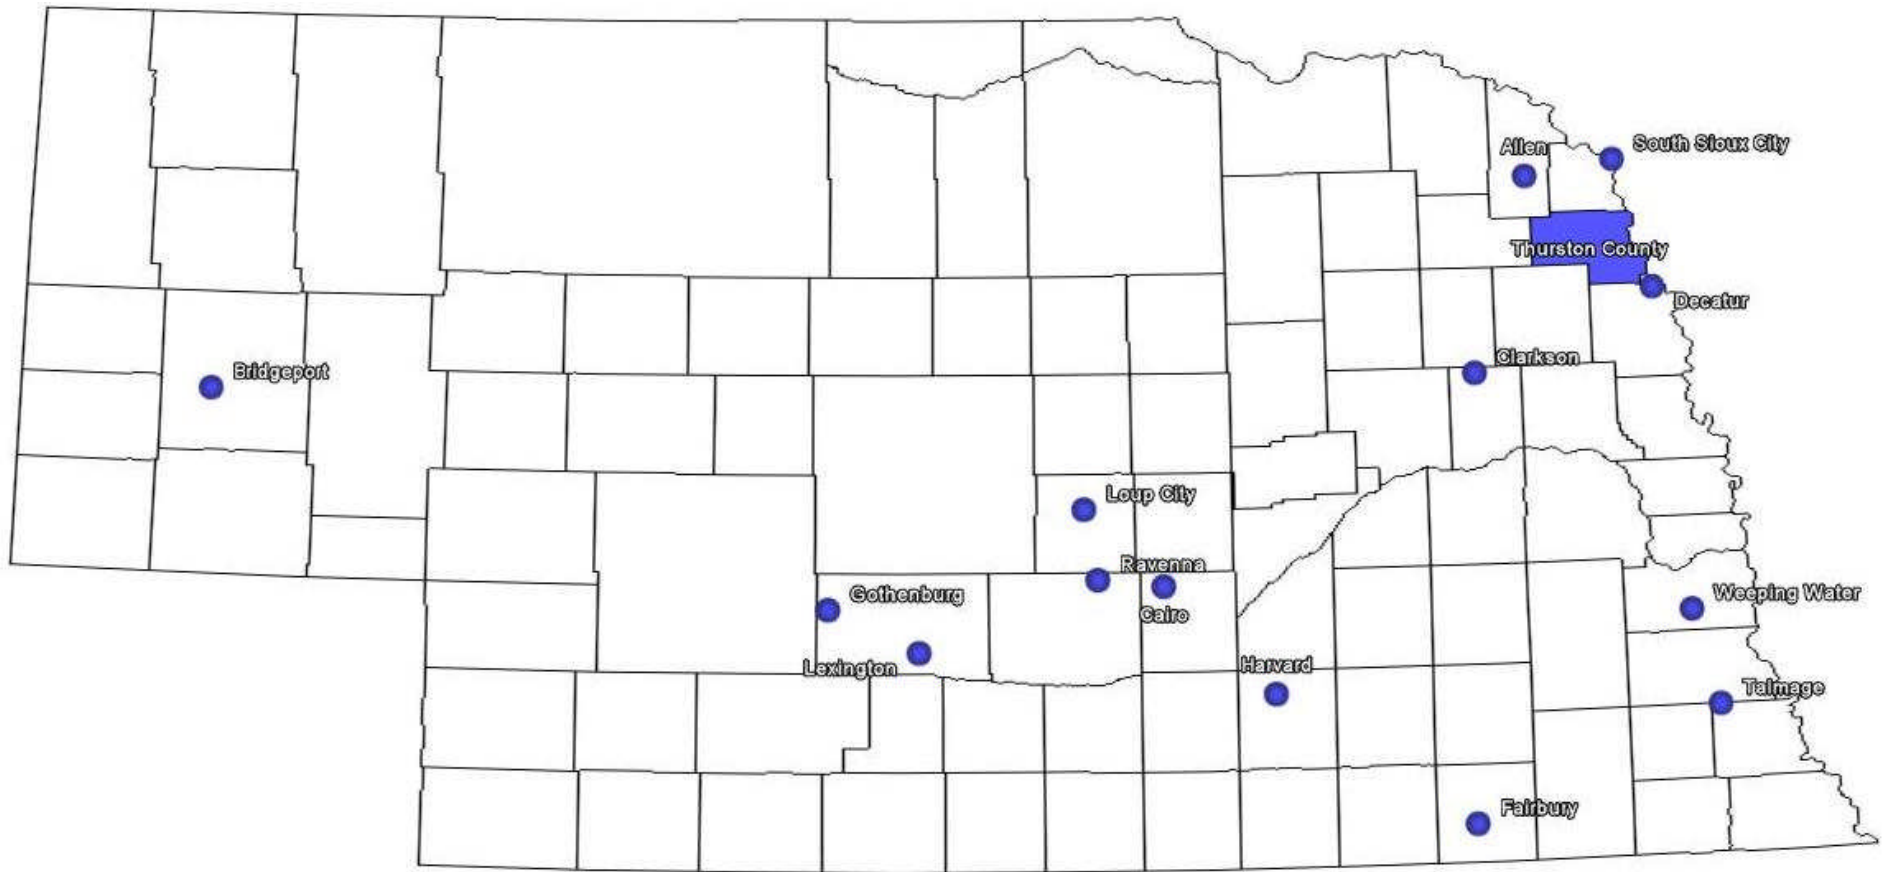 South Sioux City
Allen
Thurston County
Decatur
Clarkson
Bridgeport
Loup City
Ravenna
Gothenburg
Weeping Water
Cairo
Harvard
Lexington
Talmage
Fairbury